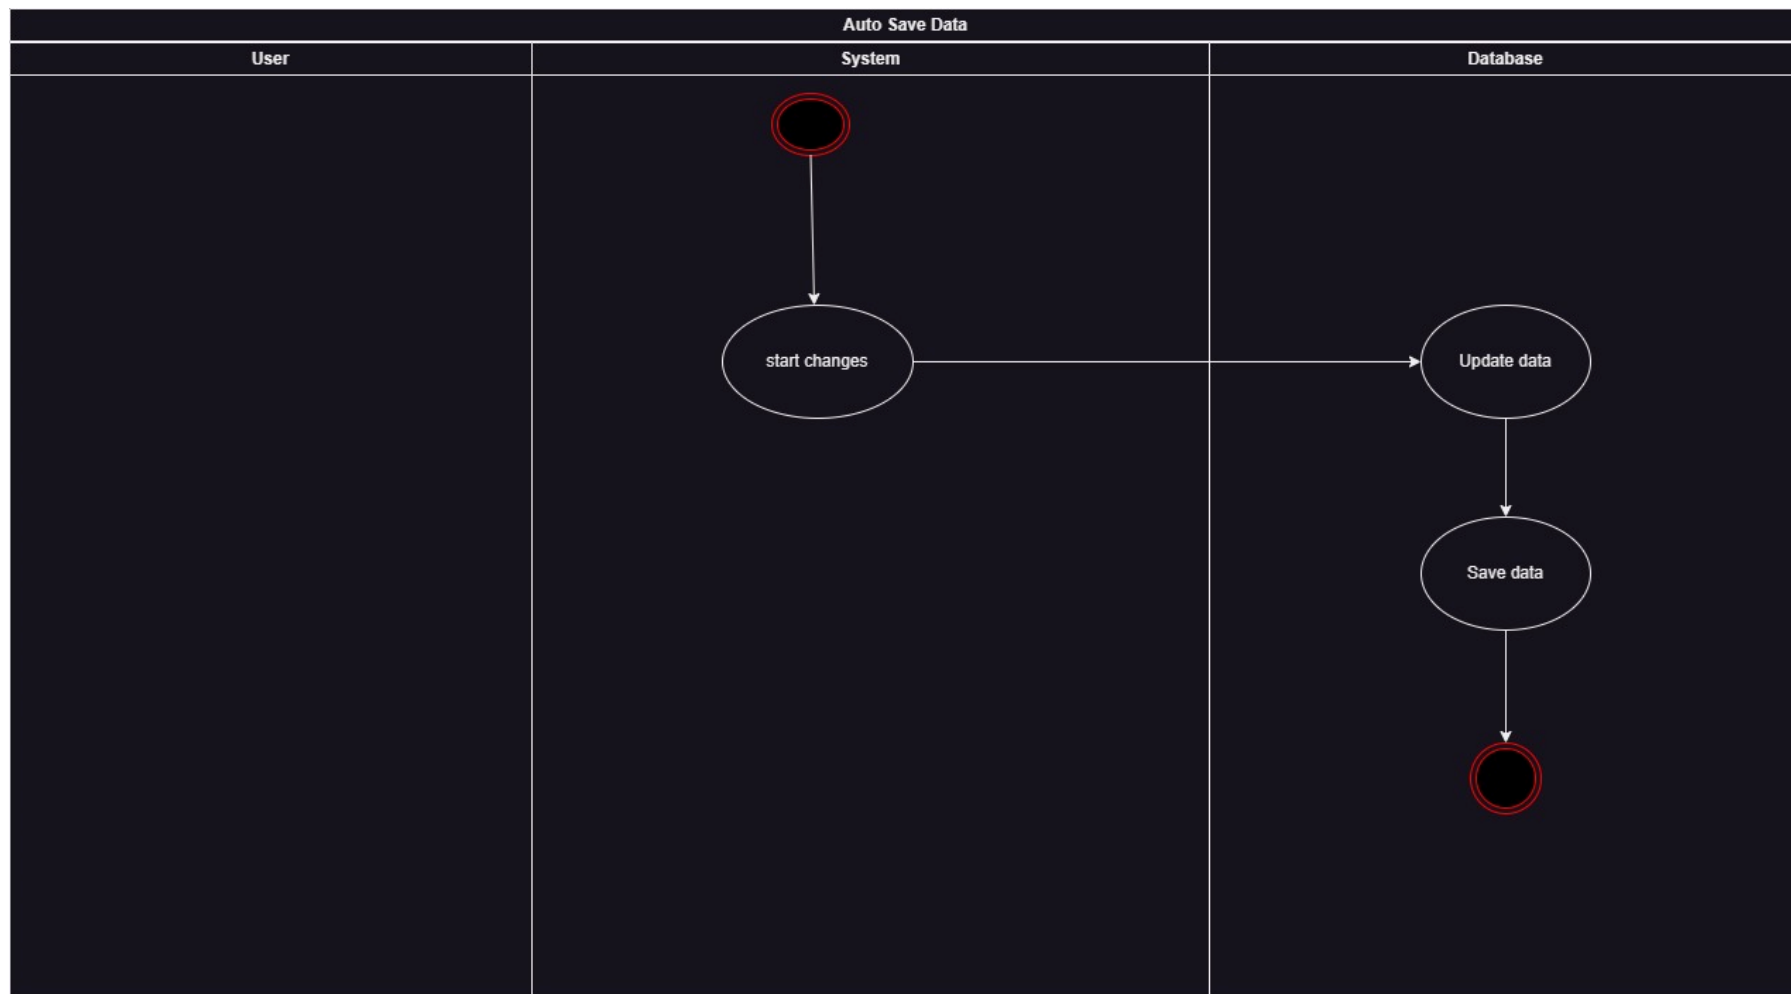 Auto Save Data
User
System
Database
start changes
Update data
Save data